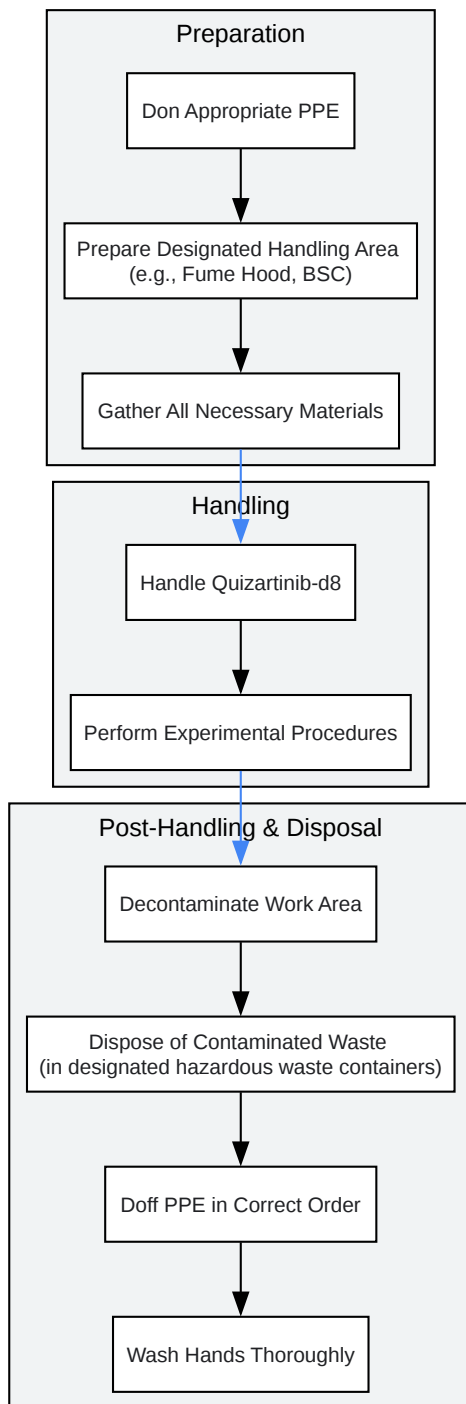 Preparation
Don Appropriate PPE
Prepare Designated Handling Area
(e.g., Fume Hood, BSC)
Gather All Necessary Materials
Handling
Handle Quizartinib-d8
Perform Experimental Procedures
Post-Handling & Disposal
Decontaminate Work Area
Dispose of Contaminated Waste
(in designated hazardous waste containers)
Doff PPE in Correct Order
Wash Hands Thoroughly